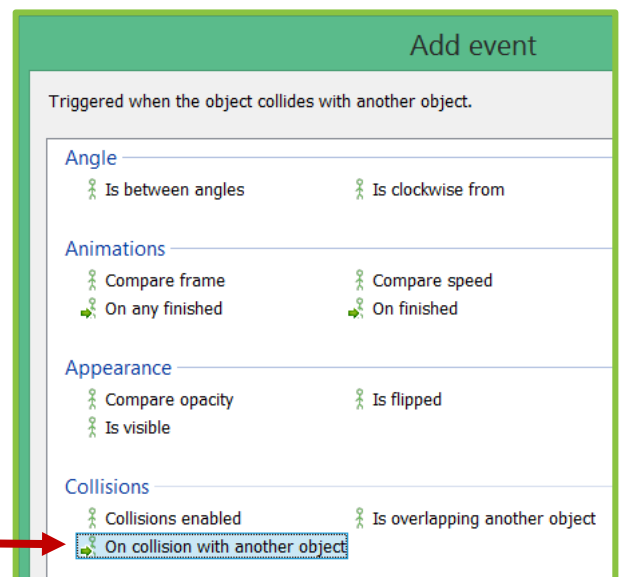 Add event
Triggered when the object collides with another object.
Angle
Is between angles Is clockwise from
Animations
Compare frame Compare speed
On any finished On finished
Appearance
Compare opacity Is flipped
Is visible
Collisions
Collisions enabled Is overlapping another object
On collision with another object